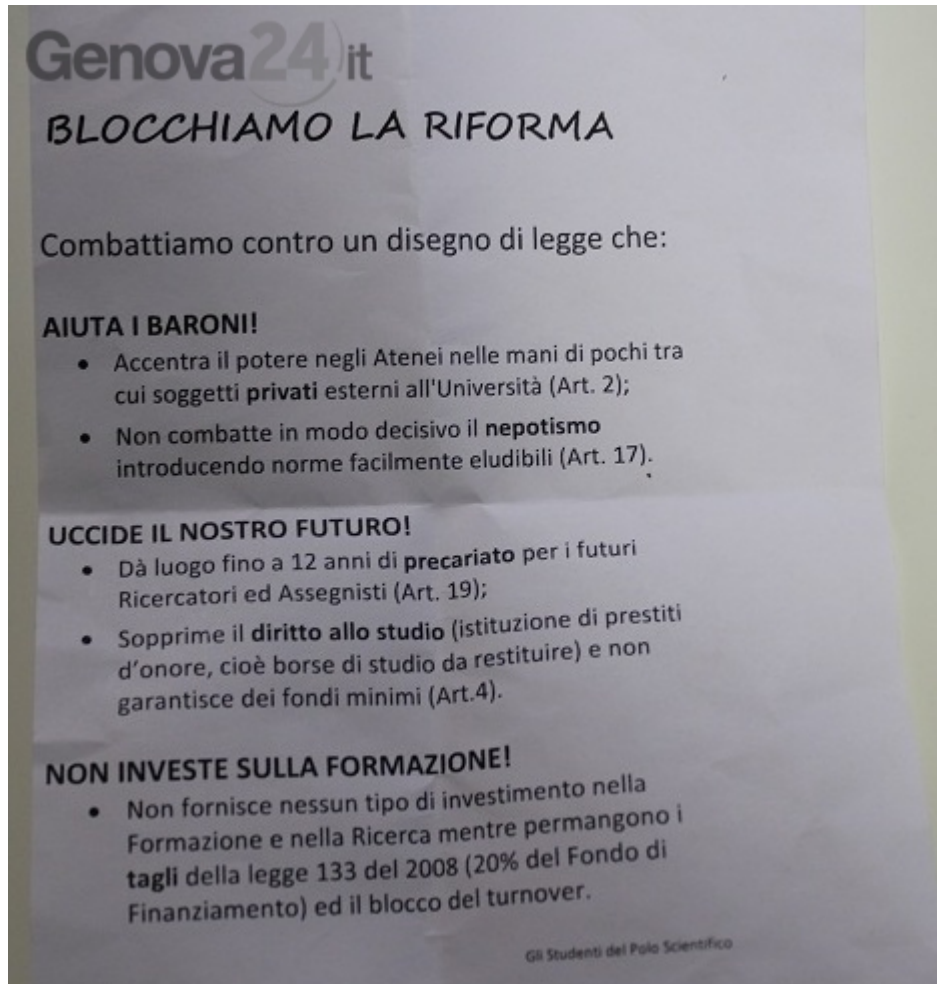 Genova24.it
BLOCCHIAMO LA RIFORMA
Combattiamo contro un disegno di legge che:
AIUTA I BARONI!
• Accentra il potere negli Atenei nelle mani di pochi tra
cui soggetti privati esterni all'Università (Art. 2);
• Non combatte in modo decisivo il nepotismo
introducendo norme facilmente eludibili (Art. 17).
UCCIDE IL NOSTRO FUTURO!
• Dà luogo fino a 12 anni di precariato per i futuri
Ricercatori ed Assegnisti (Art. 19);
• Sopprime il diritto allo studio (istituzione di prestiti
d'onore, cioè borse di studio da restituire) e non
garantisce dei fondi minimi (Art.4).
NON INVESTE SULLA FORMAZIONE!
• Non fornisce nessun tipo di investimento nella
Formazione e nella Ricerca mentre permangono i
tagli della legge 133 del 2008 (20% del Fondo di
Finanziamento) ed il blocco del turnover.
Gli Studenti del Polo Scientifico